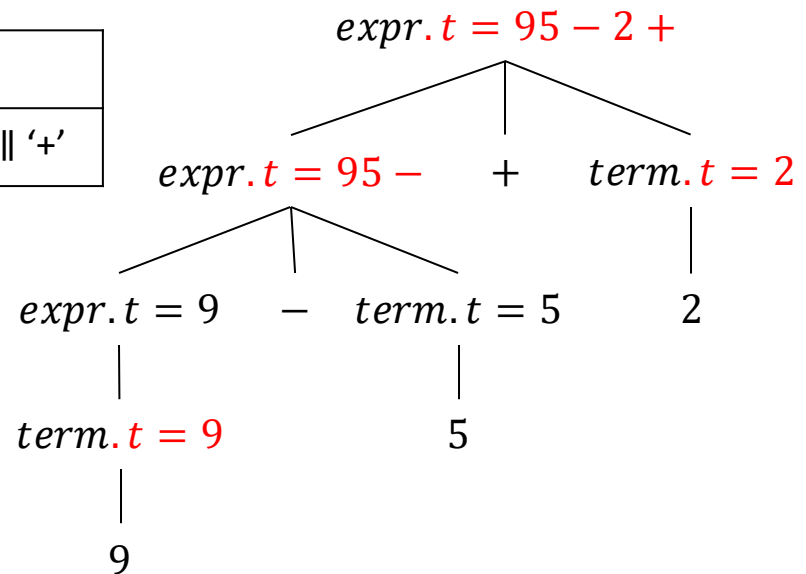 expr.t = 95 − 2 +
‖ ‘+’
expr.t = 95 − + term.t = 2
expr.t = 9 − term.t = 5 2
term.t = 9 5
9